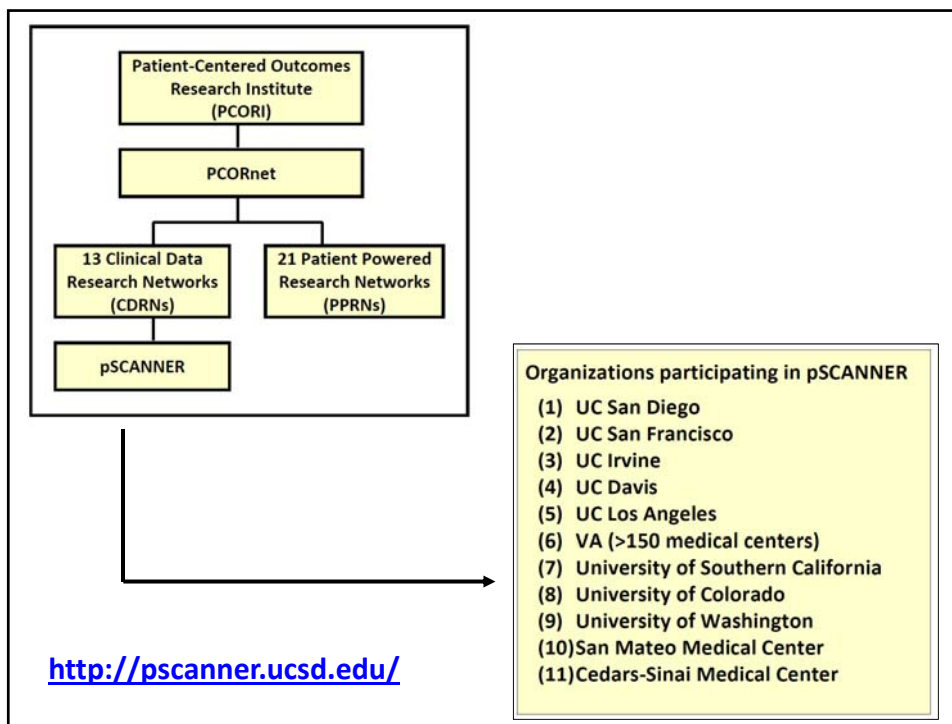 Patient-Centered Outcomes
Research Institute
(PCORI)
PCORnet
13 Clinical Data
Research Networks
(CDRNs)
21 Patient Powered
Research Networks
(PPRNs)
pSCANNER
Organizations participating in pSCANNER
(1) UC San Diego
(2) UC San Francisco
(3) UC Irvine
(4) UC Davis
(5) UC Los Angeles
(6) VA (>150 medical centers)
(7) University of Southern California
(8) University of Colorado
(9) University of Washington
(10)San Mateo Medical Center
(11)Cedars-Sinai Medical Center
http://pscanner.ucsd.edu/